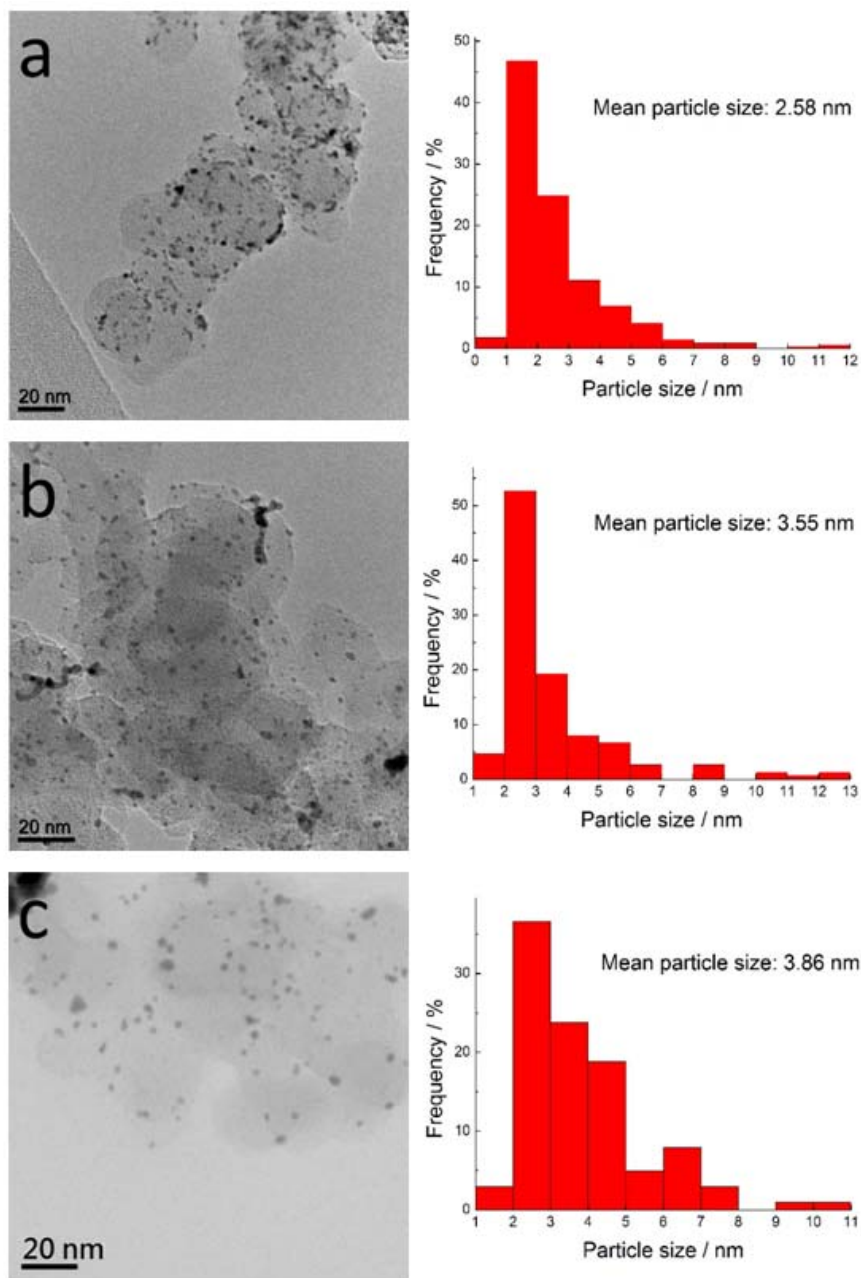 a
20 nm
Mean particle size: 2.58 nm
Frequency / %
50
40
30
20
10
0
0 1 2 3 4 5 6 7 8 9 10 11 12
Particle size / nm
b
20 nm
Mean particle size: 3.55 nm
Frequency / %
50
40
30
20
10
0
1 2 3 4 5 6 7 8 9 10 11 12 13
Particle size / nm
c
20 nm
Mean particle size: 3.86 nm
Frequency / %
30
20
10
0
1 2 3 4 5 6 7 8 9 10 11
Particle size / nm